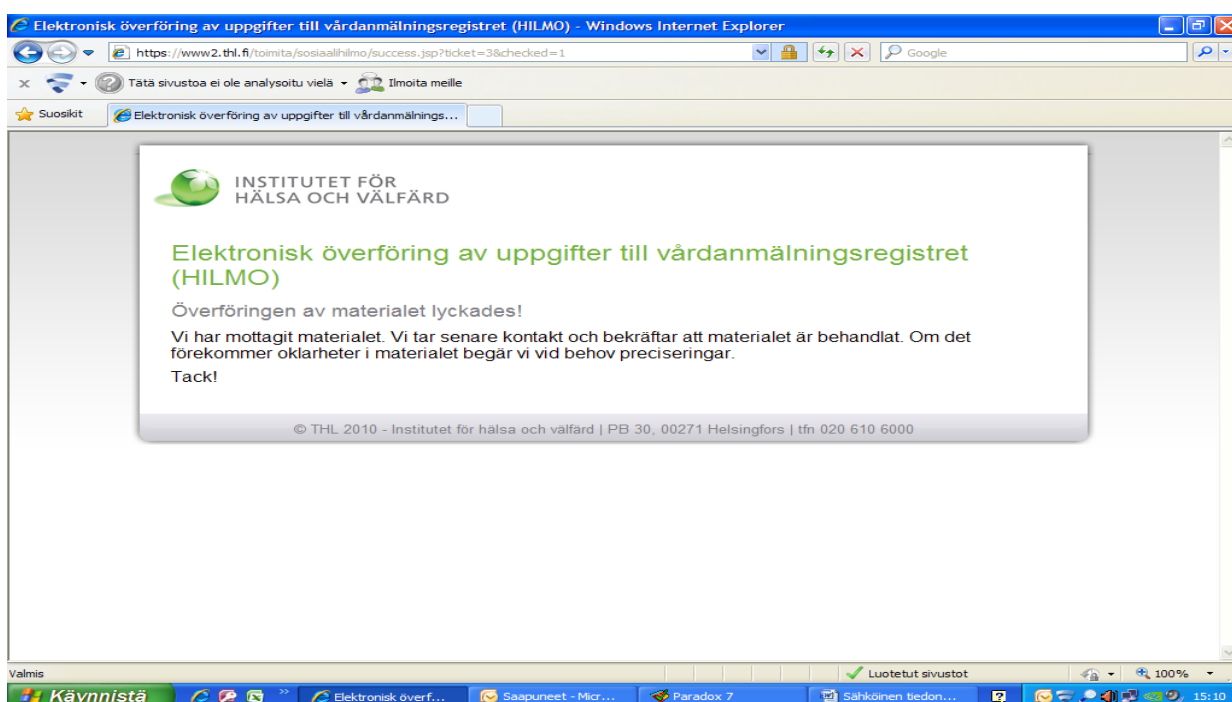 Elektronisk överföring av uppgifter till vårdanmälningsregistret (HILMO) - Windows Internet Explorer
https://www2.thl.fi/toimita/sosiaalihilmo/success.jsp?ticket=3&checked=1 Google
x Tätä sivustoa ei ole analysoitu vielä Ilmoita meille
Suosikit Elektronisk överföring av uppgifter till vårdanmälnings...
INSTITUTET FÖR
HÄLSA OCH VÄLFÄRD
Elektronisk överföring av uppgifter till vårdanmälningsregistret
(HILMO)
Överföringen av materialet lyckades!
Vi har mottagit materialet. Vi tar senare kontakt och bekräftar att materialet är behandlat. Om det
förekommer oklarheter i materialet begär vi vid behov preciseringar.
Tack!
© THL 2010 - Institutet för hälsa och välfärd | PB 30, 00271 Helsingfors | tfn 020 610 6000
Valmis Luotetut sivustot 100%
Käynnistä Elektronisk överf... Saapuneet - Micr... Paradox 7 Sähköinen tiedon... 15:10